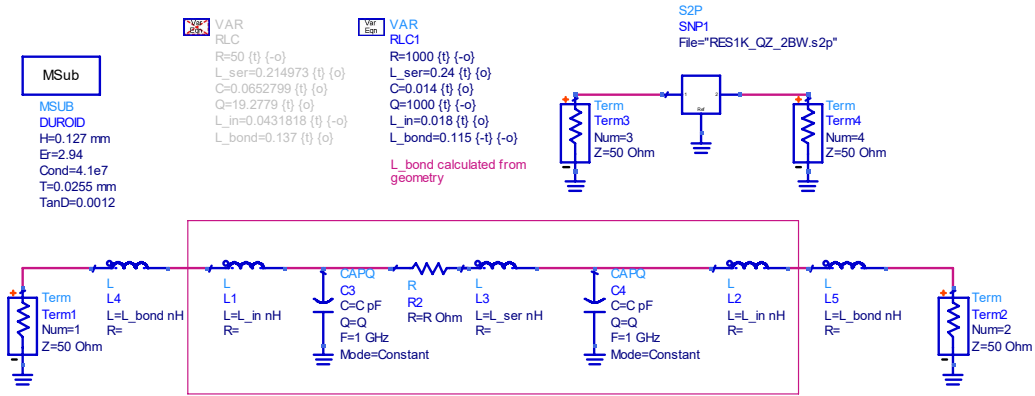 MSub
MSUB
DUROID
H=0.127 mm
Er=2.94
Cond=4.1e7
T=0.0255 mm
TanD=0.0012
Var
Eqn
VAR
RLC
R=50 {t} {-o}
L_ser=0.214973 {t} {o}
C=0.0652799 {t} {o}
Q=19.2779 {t} {o}
L_in=0.0431818 {t} {-o}
L_bond=0.137 {t} {o}
Var
Eqn
VAR
RLC1
R=1000 {t} {-o}
L_ser=0.24 {t} {o}
C=0.014 {t} {o}
Q=1000 {t} {-o}
L_in=0.018 {t} {o}
L_bond=0.115 {-t} {-o}
L_bond calculated from
geometry
S2P
SNP1
File="RES1K_QZ_2BW.s2p"
1
2
Ref
+
-
Term
Term3
Num=3
Z=50 Ohm
+
-
Term
Term4
Num=4
Z=50 Ohm
+
-
Term
Term1
Num=1
Z=50 Ohm
L
L4
L=L_bond nH
R=
L
L1
L=L_in nH
R=
CAPQ
C3
C=C pF
Q=Q
F=1 GHz
Mode=Constant
R
R2
R=R Ohm
L
L3
L=L_ser nH
R=
CAPQ
C4
C=C pF
Q=Q
F=1 GHz
Mode=Constant
L
L2
L=L_in nH
R=
L
L5
L=L_bond nH
R=
+
-
Term
Term2
Num=2
Z=50 Ohm